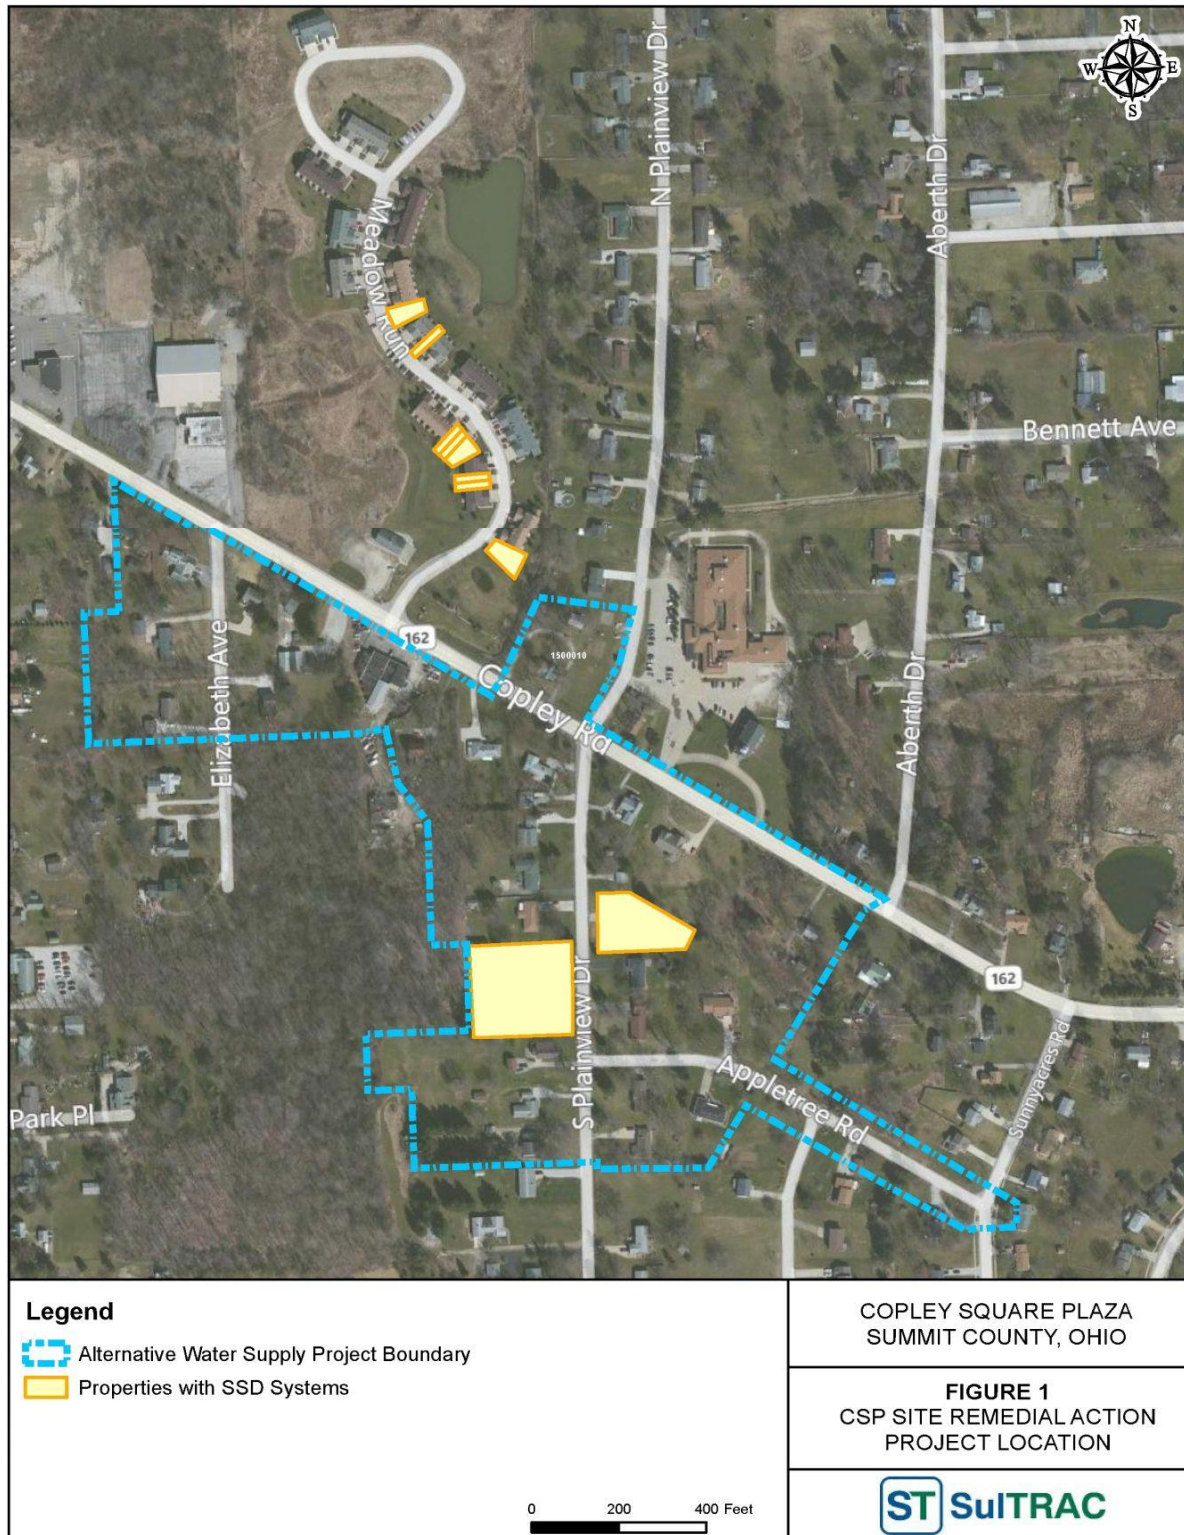 N
W E
S
N Plainview Dr
Aberth Dr
Meadow Run
Bennett Ave
162
1500010
Elizabeth Ave
Copley Rd
Aberth Dr
162
S Plainview Dr
Appletree Rd
Sunnyacres Rd
Park Pl
Legend
Alternative Water Supply Project Boundary
Properties with SSD Systems
0 200 400 Feet
COPLEY SQUARE PLAZA
SUMMIT COUNTY, OHIO
FIGURE 1
CSP SITE REMEDIAL ACTION
PROJECT LOCATION
ST SulTRAC